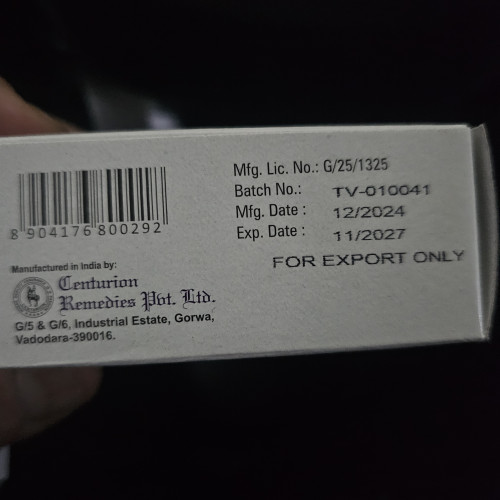 Mfg. Lic. No.: G/25/1325
Batch No.: TV-010041
Mfg. Date : 12/2024
Exp. Date : 11/2027
FOR EXPORT ONLY
8 904176 800292
Manufactured in India by:
Centurion
Remedies Pvt. Ltd.
G/5 & G/6, Industrial Estate, Gorwa,
Vadodara-390016.